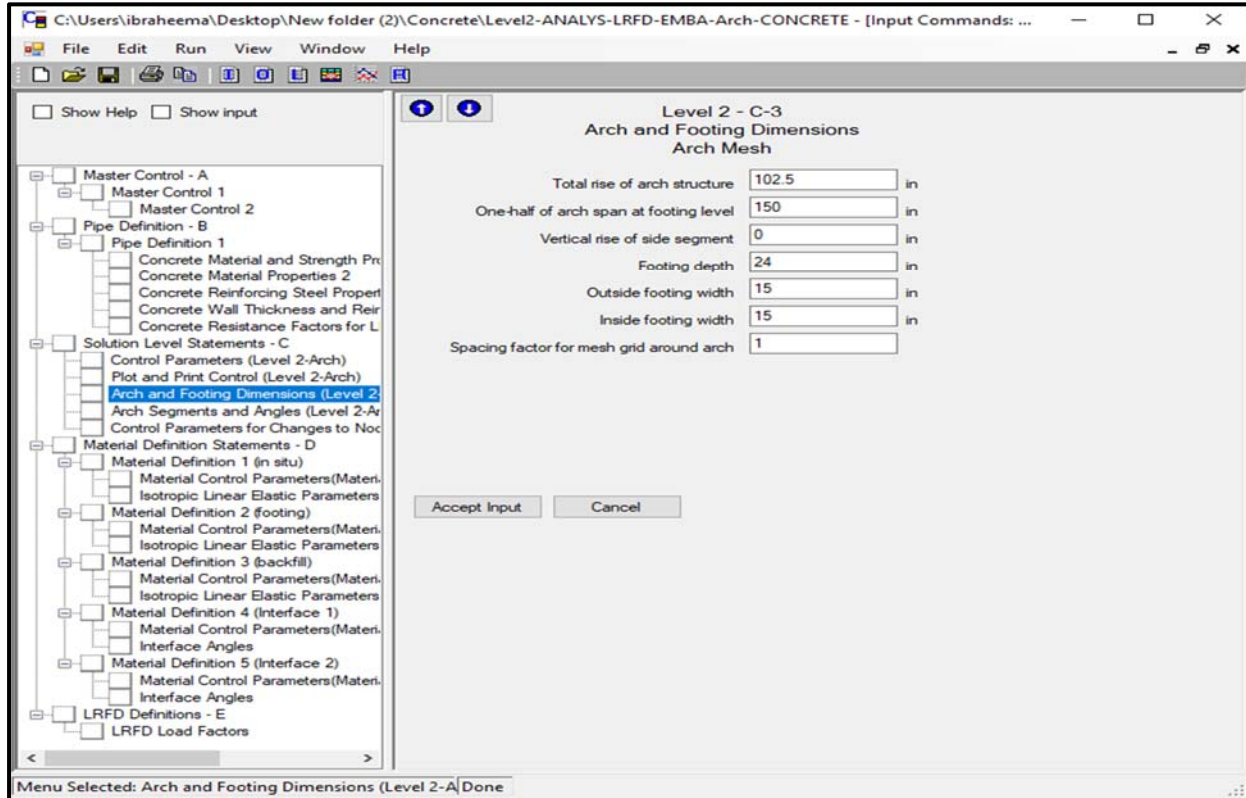 C:\Users\ibraheema\Desktop\New folder (2)\Concrete\Level2-ANALYS-LRFD-EMBA-Arch-CONCRETE - [Input Commands: ...
File Edit Run View Window Help
Show Help Show input
Master Control - A
Master Control 1
Master Control 2
Pipe Definition - B
Pipe Definition 1
Concrete Material and Strength Pro
Concrete Material Properties 2
Concrete Reinforcing Steel Propert
Concrete Wall Thickness and Rein
Concrete Resistance Factors for L
Solution Level Statements - C
Control Parameters (Level 2-Arch)
Plot and Print Control (Level 2-Arch)
Arch and Footing Dimensions (Level 2-
Arch Segments and Angles (Level 2-Ar
Control Parameters for Changes to Noc
Material Definition Statements - D
Material Definition 1 (in situ)
Material Control Parameters(Materi
Isotropic Linear Elastic Parameters
Material Definition 2 (footing)
Material Control Parameters(Materi
Isotropic Linear Elastic Parameters
Material Definition 3 (backfill)
Material Control Parameters(Materi
Isotropic Linear Elastic Parameters
Material Definition 4 (Interface 1)
Material Control Parameters(Materi
Interface Angles
Material Definition 5 (Interface 2)
Material Control Parameters(Materi
Interface Angles
LRFD Definitions - E
LRFD Load Factors
Level 2 - C-3
Arch and Footing Dimensions
Arch Mesh
Total rise of arch structure 102.5 in
One-half of arch span at footing level 150 in
Vertical rise of side segment 0 in
Footing depth 24 in
Outside footing width 15 in
Inside footing width 15 in
Spacing factor for mesh grid around arch 1
Accept Input Cancel
Menu Selected: Arch and Footing Dimensions (Level 2-A Done